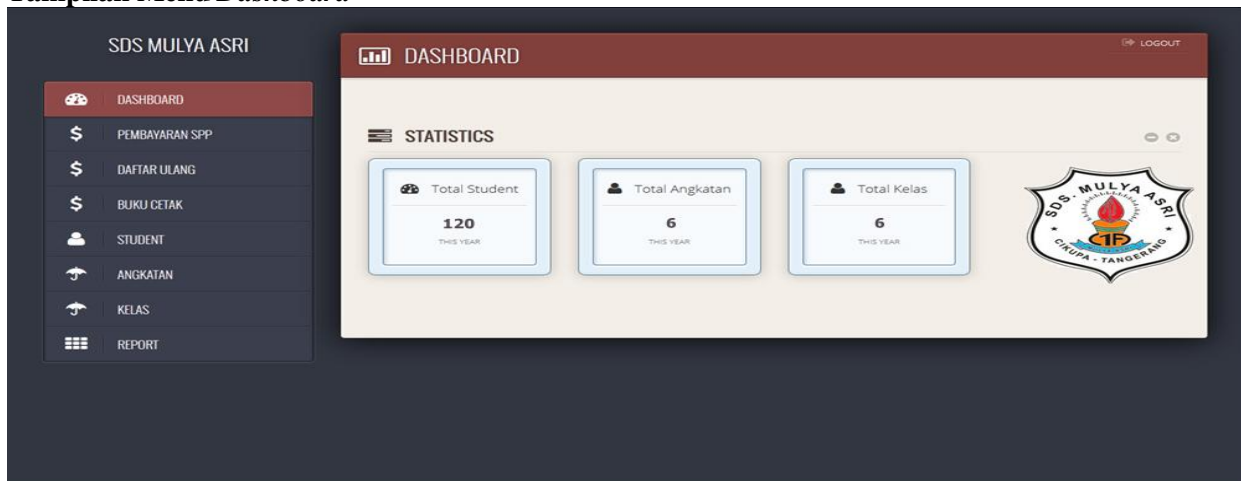 Tampilan Menu Dashboard
SDS MULYA ASRI
DASHBOARD
PEMBAYARAN SPP
DAFTAR ULANG
BUKU CETAK
STUDENT
ANGKATAN
KELAS
REPORT
DASHBOARD
LOGOUT
STATISTICS
Total Student
120
THIS YEAR
Total Angkatan
6
THIS YEAR
Total Kelas
6
THIS YEAR
SDS. MULYA ASRI
CIKUPA - TANGERANG